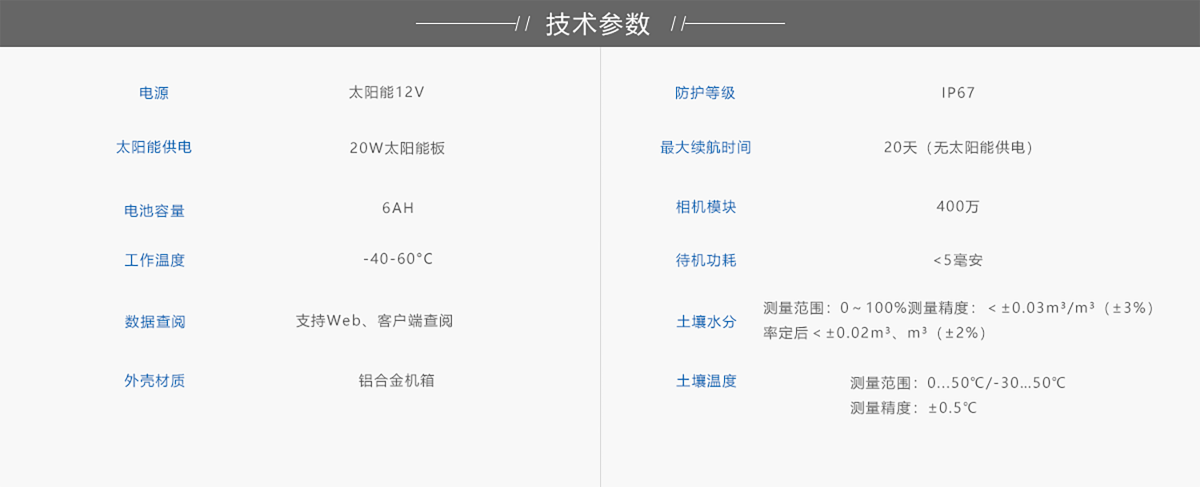 技术参数
电源 太阳能12V
太阳能供电 20W太阳能板
电池容量 6AH
工作温度 -40-60°C
数据查阅 支持Web、客户端查阅
外壳材质 铝合金机箱
防护等级 IP67
最大续航时间 20天（无太阳能供电）
相机模块 400万
待机功耗 <5毫安
土壤水分 测量范围：0～100%测量精度：＜±0.03m³/m³（±3%）
率定后＜±0.02m³、m³（±2%）
土壤温度 测量范围：0...50℃/-30...50℃
测量精度：±0.5℃